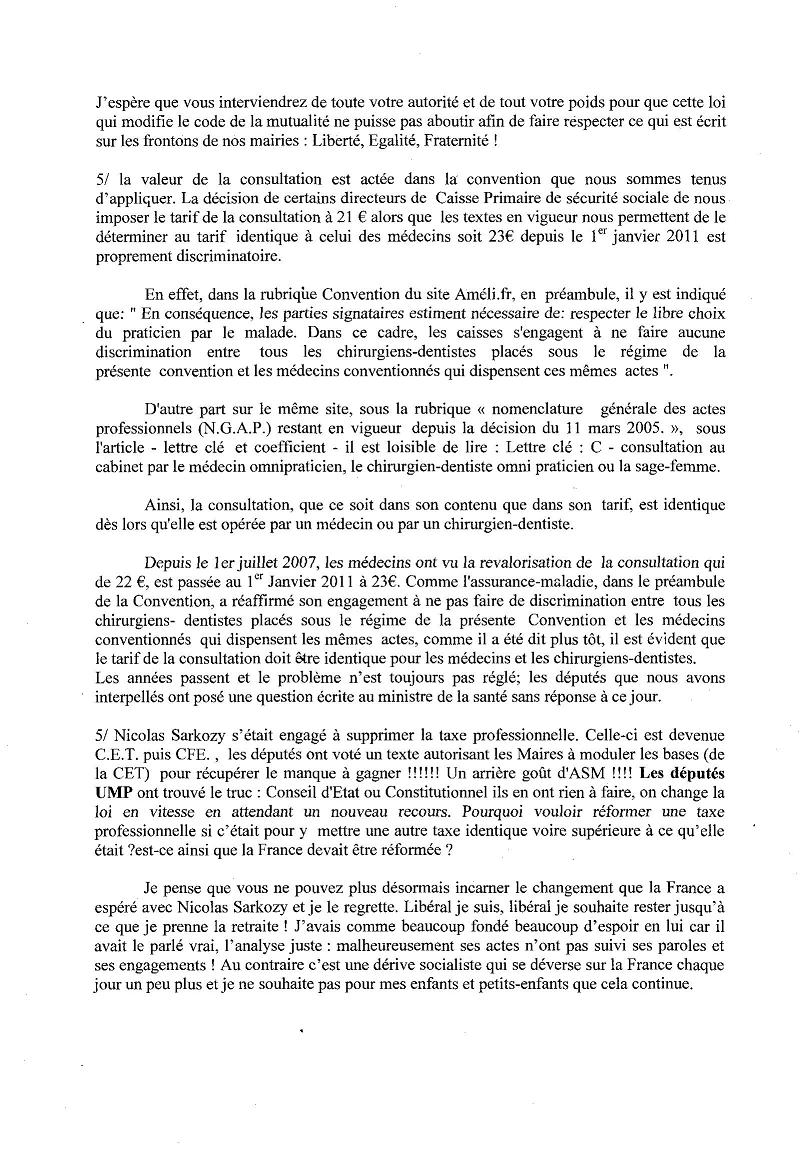 J’espère que vous interviendrez de toute votre autorité et de tout votre poids pour que cette loi
qui modifie le code de la mutualité ne puisse pas aboutir afin de faire respecter ce qui est écrit
sur les frontons de nos mairies : Liberté, Egalité, Fraternité !
5/ la valeur de la consultation est actée dans la convention que nous sommes tenus
d’appliquer. La décision de certains directeurs de Caisse Primaire de sécurité sociale de nous
imposer le tarif de la consultation à 21 € alors que les textes en vigueur nous permettent de le
déterminer au tarif identique à celui des médecins soit 23€ depuis le 1er janvier 2011 est
proprement discriminatoire.
En effet, dans la rubrique Convention du site Améli.fr, en préambule, il y est indiqué
que: " En conséquence, les parties signataires estiment nécessaire de: respecter le libre choix
du praticien par le malade. Dans ce cadre, les caisses s'engagent à ne faire aucune
discrimination entre tous les chirurgiens-dentistes placés sous le régime de la
présente convention et les médecins conventionnés qui dispensent ces mêmes actes ".
D'autre part sur le même site, sous la rubrique « nomenclature générale des actes
professionnels (N.G.A.P.) restant en vigueur depuis la décision du 11 mars 2005. », sous
l'article - lettre clé et coefficient - il est loisible de lire : Lettre clé : C - consultation au
cabinet par le médecin omnipraticien, le chirurgien-dentiste omni praticien ou la sage-femme.
Ainsi, la consultation, que ce soit dans son contenu que dans son tarif, est identique
dès lors qu'elle est opérée par un médecin ou par un chirurgien-dentiste.
Depuis le 1er juillet 2007, les médecins ont vu la revalorisation de la consultation qui
de 22 €, est passée au 1er Janvier 2011 à 23€. Comme l'assurance-maladie, dans le préambule
de la Convention, a réaffirmé son engagement à ne pas faire de discrimination entre tous les
chirurgiens- dentistes placés sous le régime de la présente Convention et les médecins
conventionnés qui dispensent les mêmes actes, comme il a été dit plus tôt, il est évident que
le tarif de la consultation doit être identique pour les médecins et les chirurgiens-dentistes.
Les années passent et le problème n’est toujours pas réglé; les députés que nous avons
interpellés ont posé une question écrite au ministre de la santé sans réponse à ce jour.
5/ Nicolas Sarkozy s’était engagé à supprimer la taxe professionnelle. Celle-ci est devenue
C.E.T. puis CFE. , les députés ont voté un texte autorisant les Maires à moduler les bases (de
la CET) pour récupérer le manque à gagner !!!!!! Un arrière goût d'ASM !!!! Les députés
UMP ont trouvé le truc : Conseil d'Etat ou Constitutionnel ils en ont rien à faire, on change la
loi en vitesse en attendant un nouveau recours. Pourquoi vouloir réformer une taxe
professionnelle si c’était pour y mettre une autre taxe identique voire supérieure à ce qu’elle
était ?est-ce ainsi que la France devait être réformée ?
Je pense que vous ne pouvez plus désormais incarner le changement que la France a
espéré avec Nicolas Sarkozy et je le regrette. Libéral je suis, libéral je souhaite rester jusqu’à
ce que je prenne la retraite ! J’avais comme beaucoup fondé beaucoup d’espoir en lui car il
avait le parlé vrai, l’analyse juste : malheureusement ses actes n’ont pas suivi ses paroles et
ses engagements ! Au contraire c’est une dérive socialiste qui se déverse sur la France chaque
jour un peu plus et je ne souhaite pas pour mes enfants et petits-enfants que cela continue.